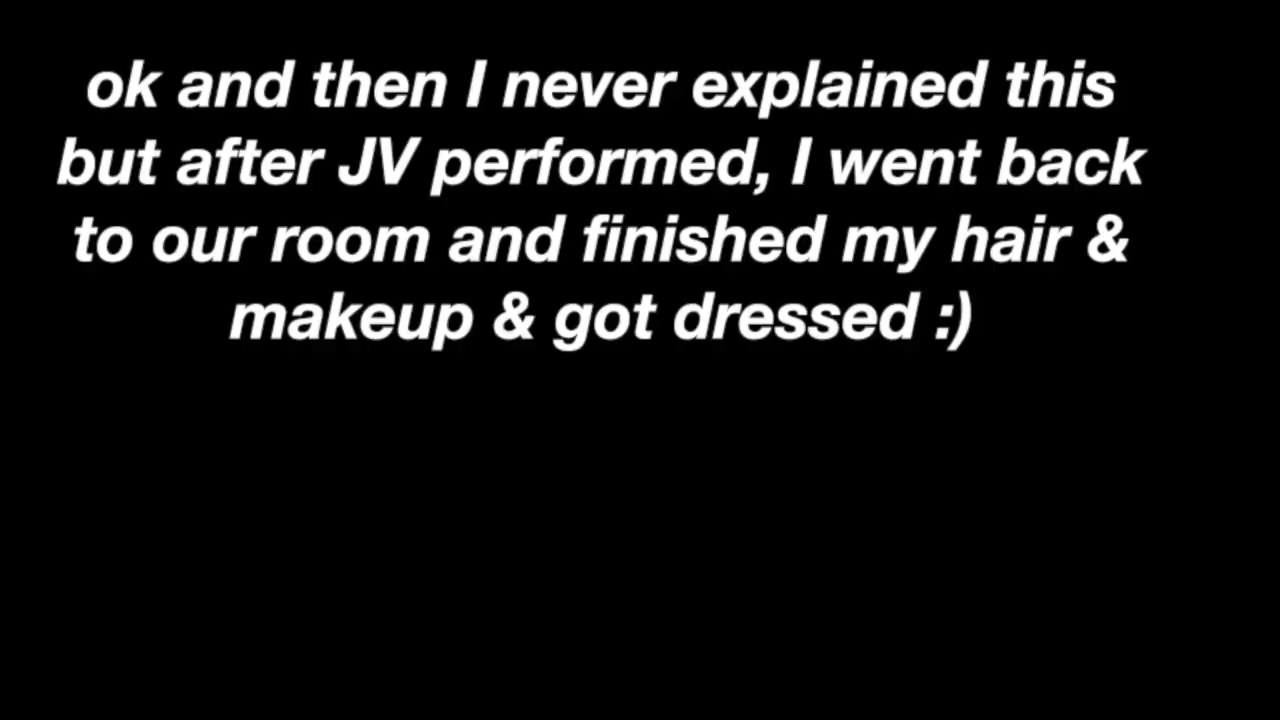 ok and then I never explained this
but after JV performed, I went back
to our room and finished my hair &
makeup & got dressed :)